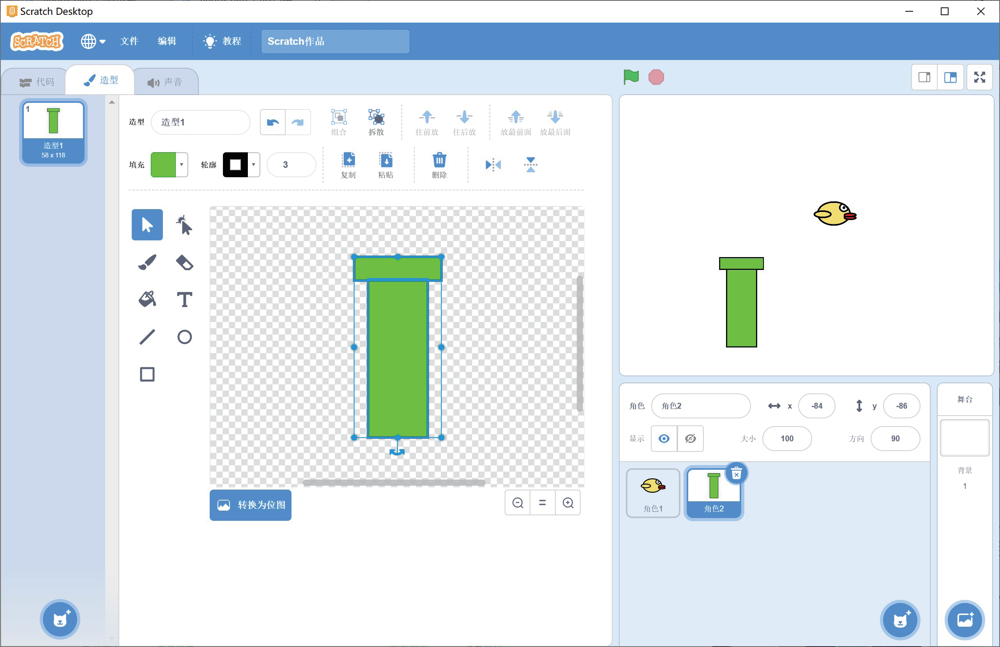 Scratch Desktop
SCRATCH
文件
编辑
教程
Scratch作品
代码
造型
声音
1
造型1
58 x 118
造型
造型1
组合
拆散
往前放
往后放
放最前面
放最后面
填充
轮廓
3
复制
粘贴
删除
T
转换为位图
角色
角色2
x
-84
y
-86
显示
大小
100
方向
90
角色1
角色2
舞台
背景
1